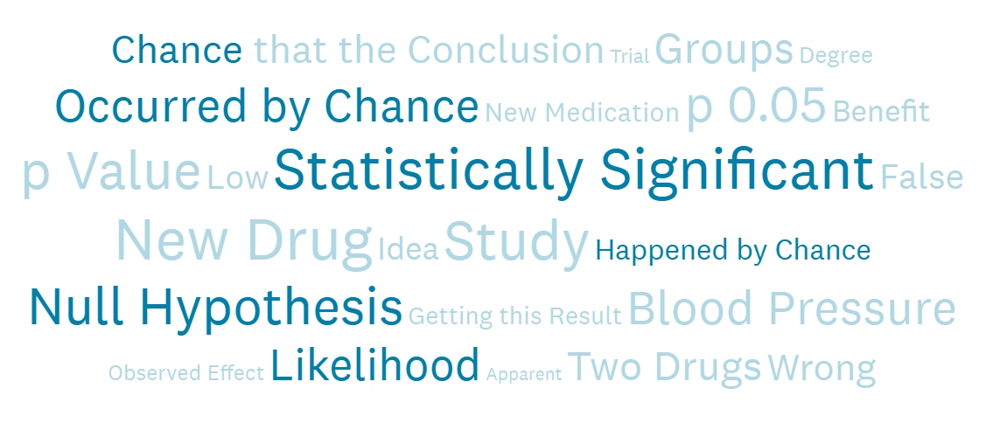 Chance that the Conclusion Trial Groups Degree
Occurred by Chance New Medication p 0.05 Benefit
p Value Low Statistically Significant False
New Drug Idea Study Happened by Chance
Null Hypothesis Getting this Result Blood Pressure
Observed Effect Likelihood Apparent Two Drugs Wrong